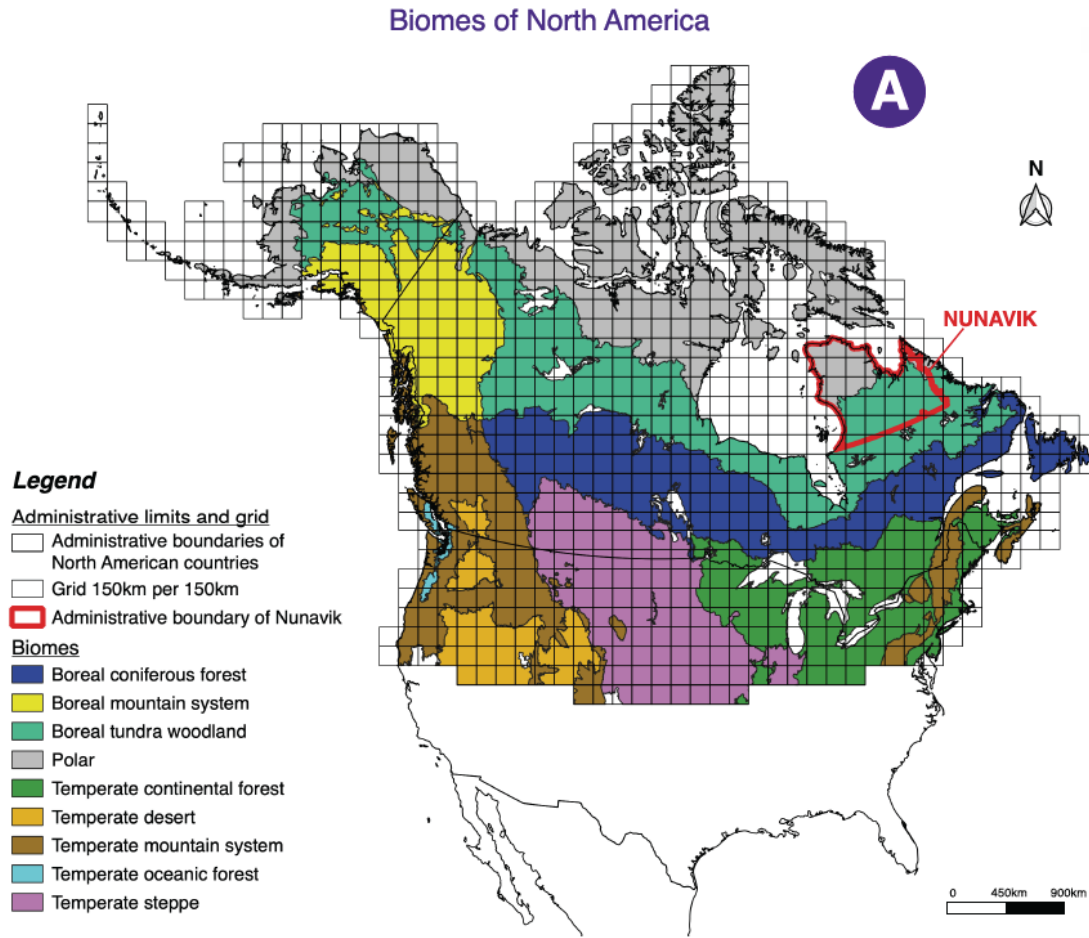 Biomes of North America
A
N
NUNAVIK
Legend
Administrative limits and grid
Administrative boundaries of
North American countries
Grid 150km per 150km
Administrative boundary of Nunavik
Biomes
Boreal coniferous forest
Boreal mountain system
Boreal tundra woodland
Polar
Temperate continental forest
Temperate desert
Temperate mountain system
Temperate oceanic forest
Temperate steppe
0 450km 900km